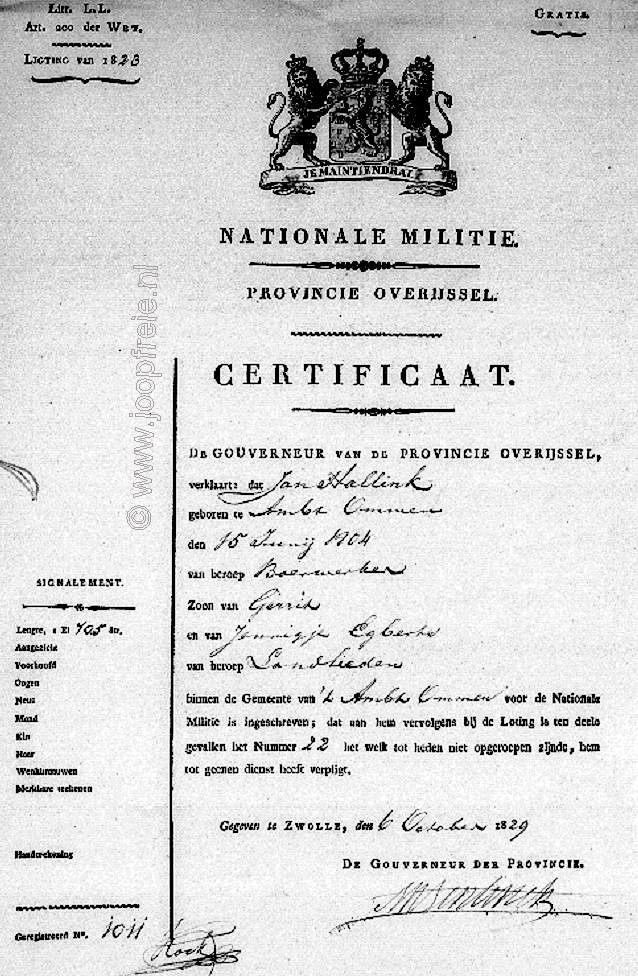 Litt. L.L.
Art. 200 der Wet.
Ligting van 1823
Gratis.
JE MAINTIENDRAI
NATIONALE MILITIE.
PROVINCIE OVERIJSSEL.
CERTIFICAAT.
De GOUVERNEUR van de PROVINCIE OVERIJSSEL,
verklaart dat Jan Hallink
geboren te Ambt Ommen
den 15 Junij 1804
van beroep Boerwerker
Zoon van Gerrit
en van Jennigje Egberts
van beroep Landlieden
binnen de Gemeente van 't Ambt Ommen voor de Nationale
Militie is ingeschreven; dat aan hem vervolgens bij de Loting is ten deele
gevallen het Nummer 22 het welk tot heden niet opgeroepen zijnde, hem
tot geenen dienst heeft verpligt.
Gegeven te Zwolle, den 6 October 1829
De Gouverneur der Provincie.
SIGNALEMENT.
Lengte, 1 El 705 Str.
Aangezigt
Voorhoofd
Oogen
Neus
Mond
Kin
Haar
Wenkbraauwen
Merkbare teekenen
Handteekening
Geregistreerd No. 1011
© www.joopfreie.nl